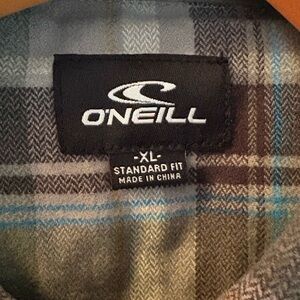 O'NEILL
-XL-
STANDARD FIT
MADE IN CHINA